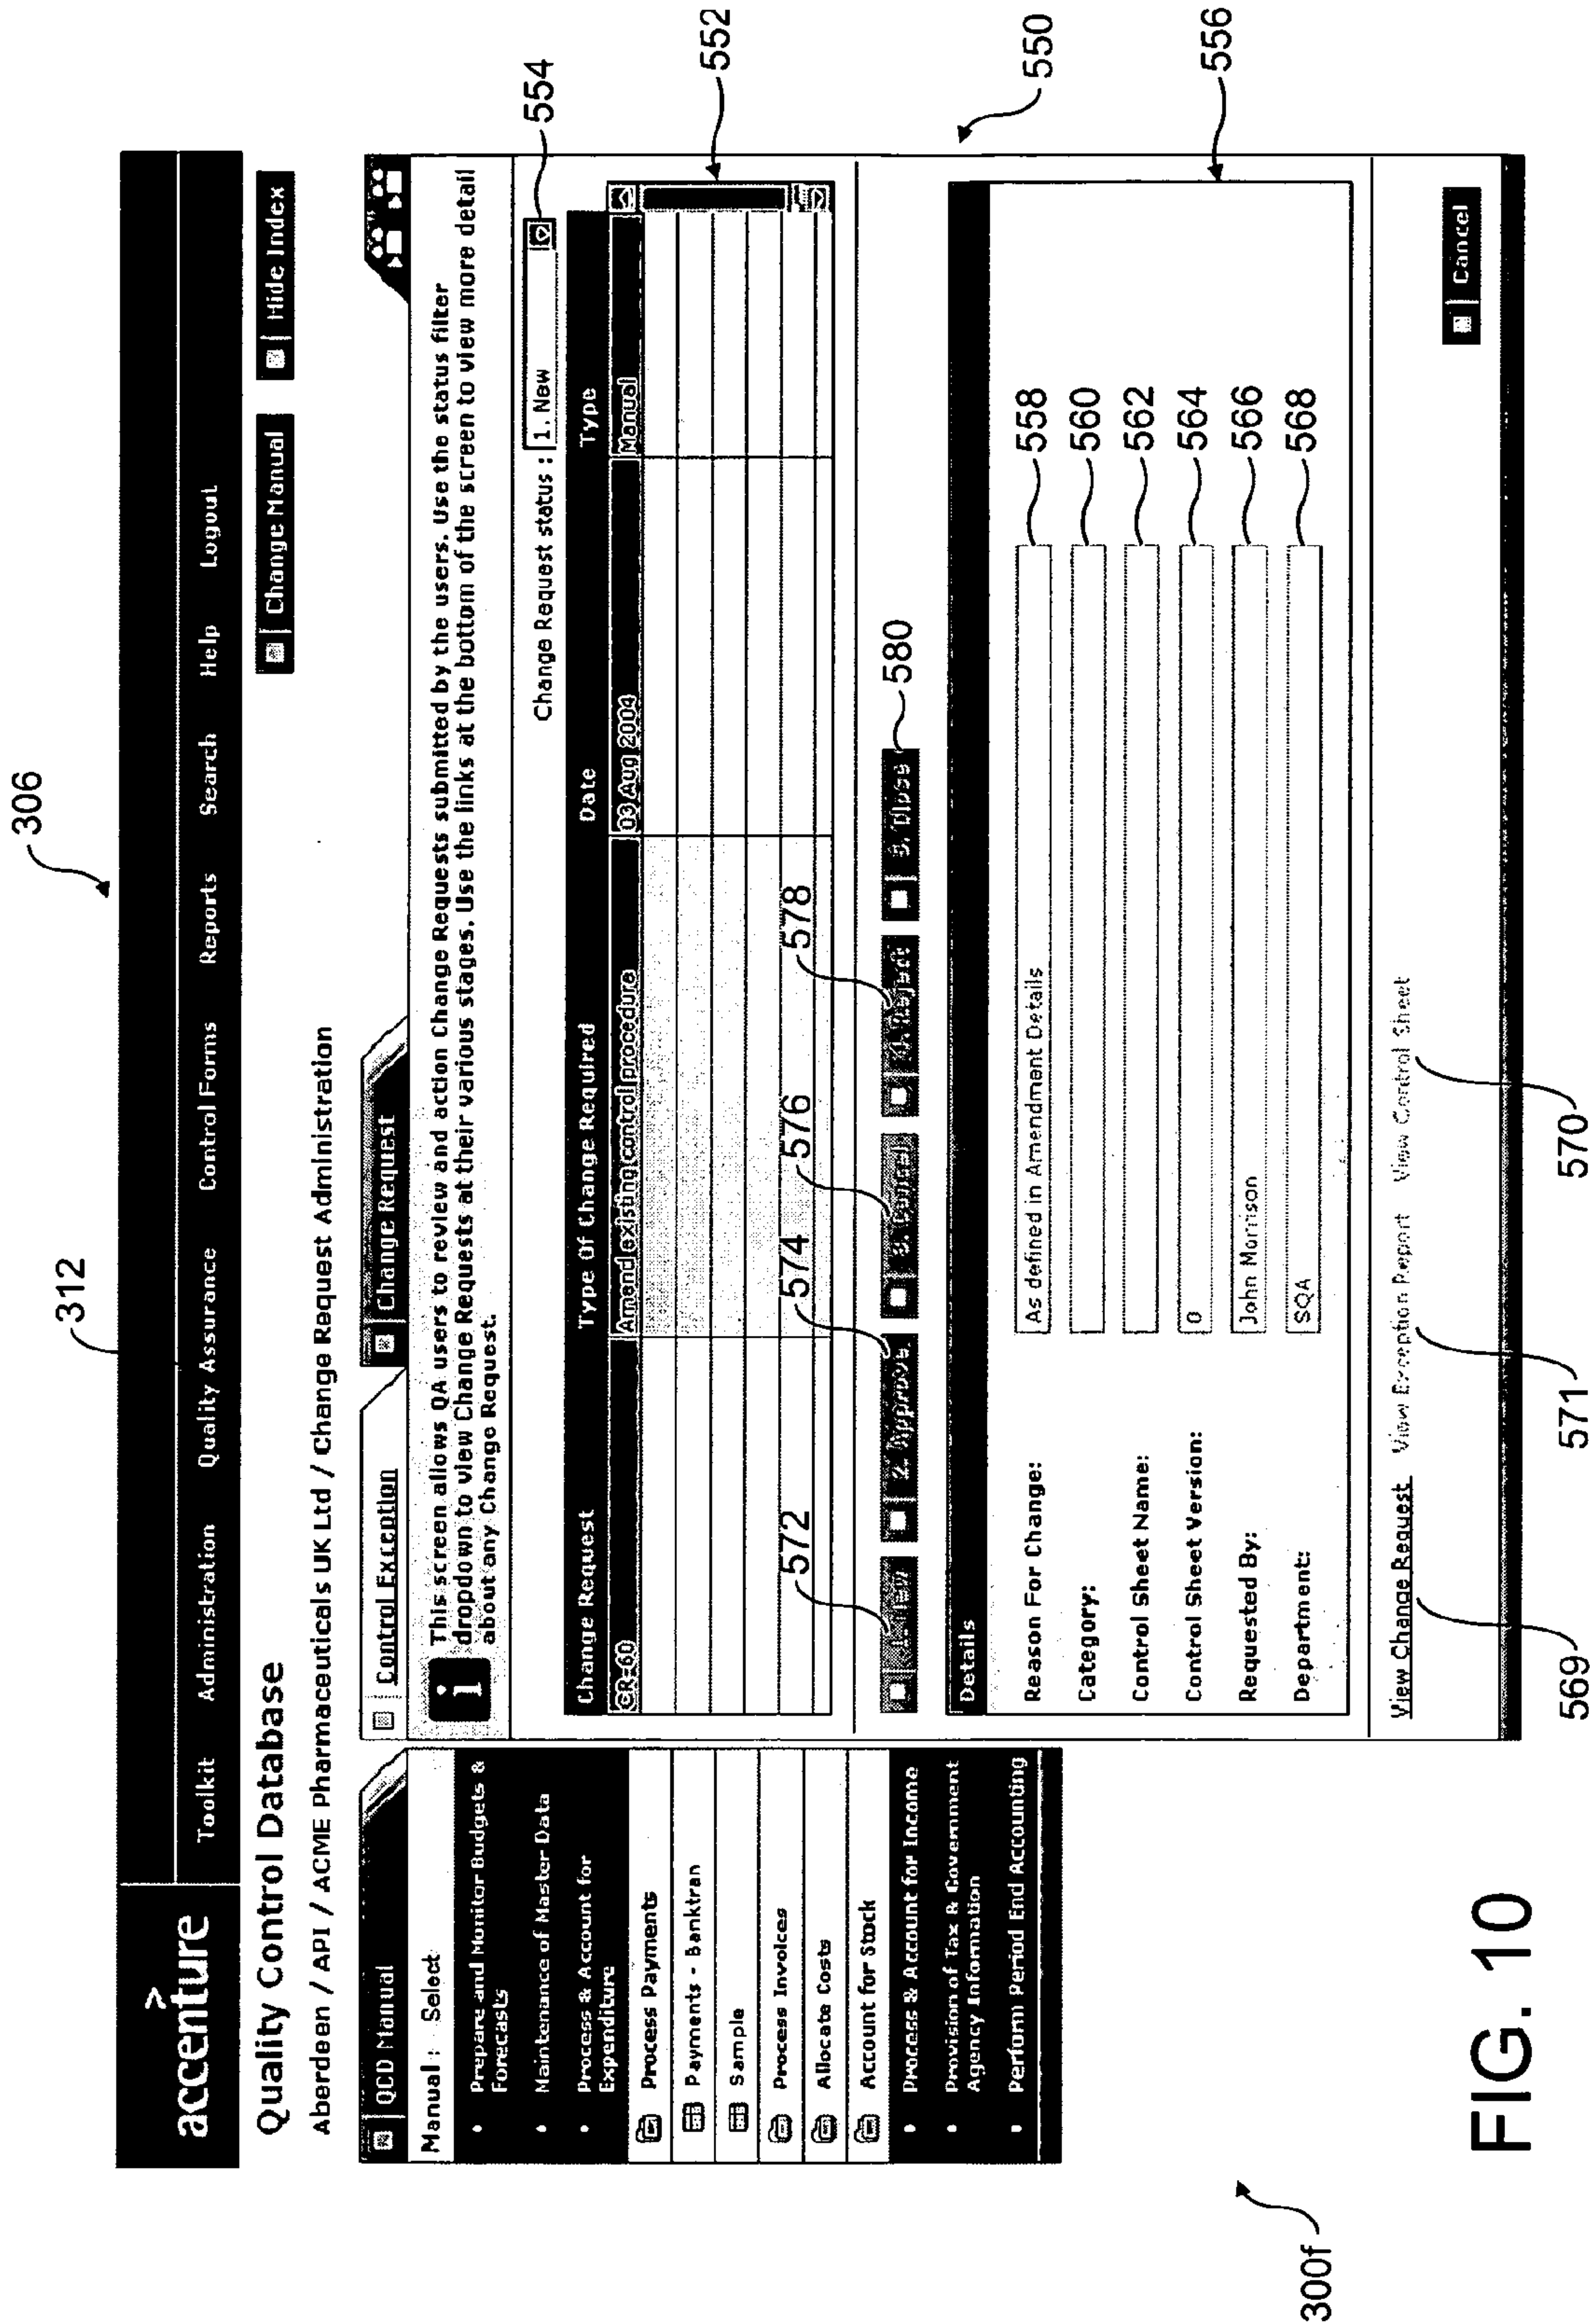 306
312
accenture
Toolkit Administration Quality Assurance Control Forms Reports Search Help Logout
Quality Control Database
Change Manual Hide Index
Aberdeen / API / ACME Pharmaceuticals UK Ltd / Change Request Administration
QCD Manual
Manual : Select
• Prepare and Monitor Budgets & Forecasts
• Maintenance of Master Data
• Process & Account for Expenditure
Process Payments
Payments - Banktran
Sample
Process Invoices
Allocate Costs
Account for Stock
• Process & Account for Income
• Provision of Tax & Government Agency Information
• Perform Period End Accounting
Control Exception Change Request
This screen allows QA users to review and action Change Requests submitted by the users. Use the status filter
dropdown to view Change Requests at their various stages. Use the links at the bottom of the screen to view more detail
about any Change Request.
Change Request status : 1. New
554
Change Request Type Of Change Required Date Type
CR-60 Amend existing control procedure 03 Aug 2004 Manual
552
572 574 576 578 580
2. Approve 4. Reject
550
Details
Reason For Change: As defined in Amendment Details 558
Category: 560
Control Sheet Name: 562
Control Sheet Version: 0 564
Requested By: John Morrison 566
Department: SQA 568
556
View Change Request View Exception Report View Control Sheet
Cancel
569 571 570
300f
FIG. 10